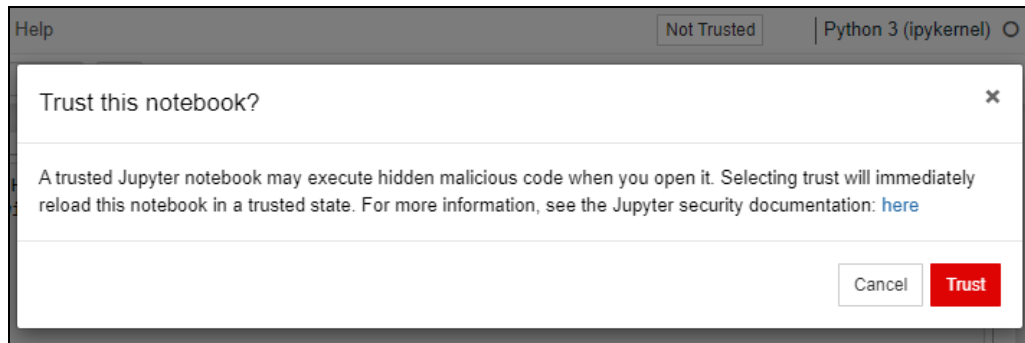 Help Not Trusted Python 3 (ipykernel)
Trust this notebook?
A trusted Jupyter notebook may execute hidden malicious code when you open it. Selecting trust will immediately
reload this notebook in a trusted state. For more information, see the Jupyter security documentation: here
Cancel Trust